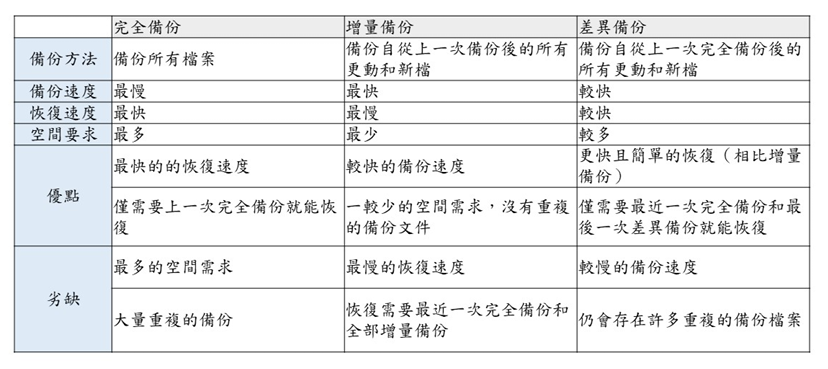 完全備份 增量備份 差異備份
備份方法 備份所有檔案 備份自從上一次備份後的所有 備份自從上一次完全備份後的
更動和新檔 所有更動和新檔
備份速度 最慢 最快 較快
恢復速度 最快 最慢 較快
空間要求 最多 最少 較多
優點
最快的的恢復速度 較快的備份速度 更快且簡單的恢復（相比增量
備份）
僅需要上一次完全備份就能恢 一較少的空間需求，沒有重複 僅需要最近一次完全備份和最
復 的備份文件 後一次差異備份就能恢復
劣缺
最多的空間需求 最慢的恢復速度 較慢的備份速度
大量重複的備份 恢復需要最近一次完全備份和 仍會存在許多重複的備份檔案
全部增量備份